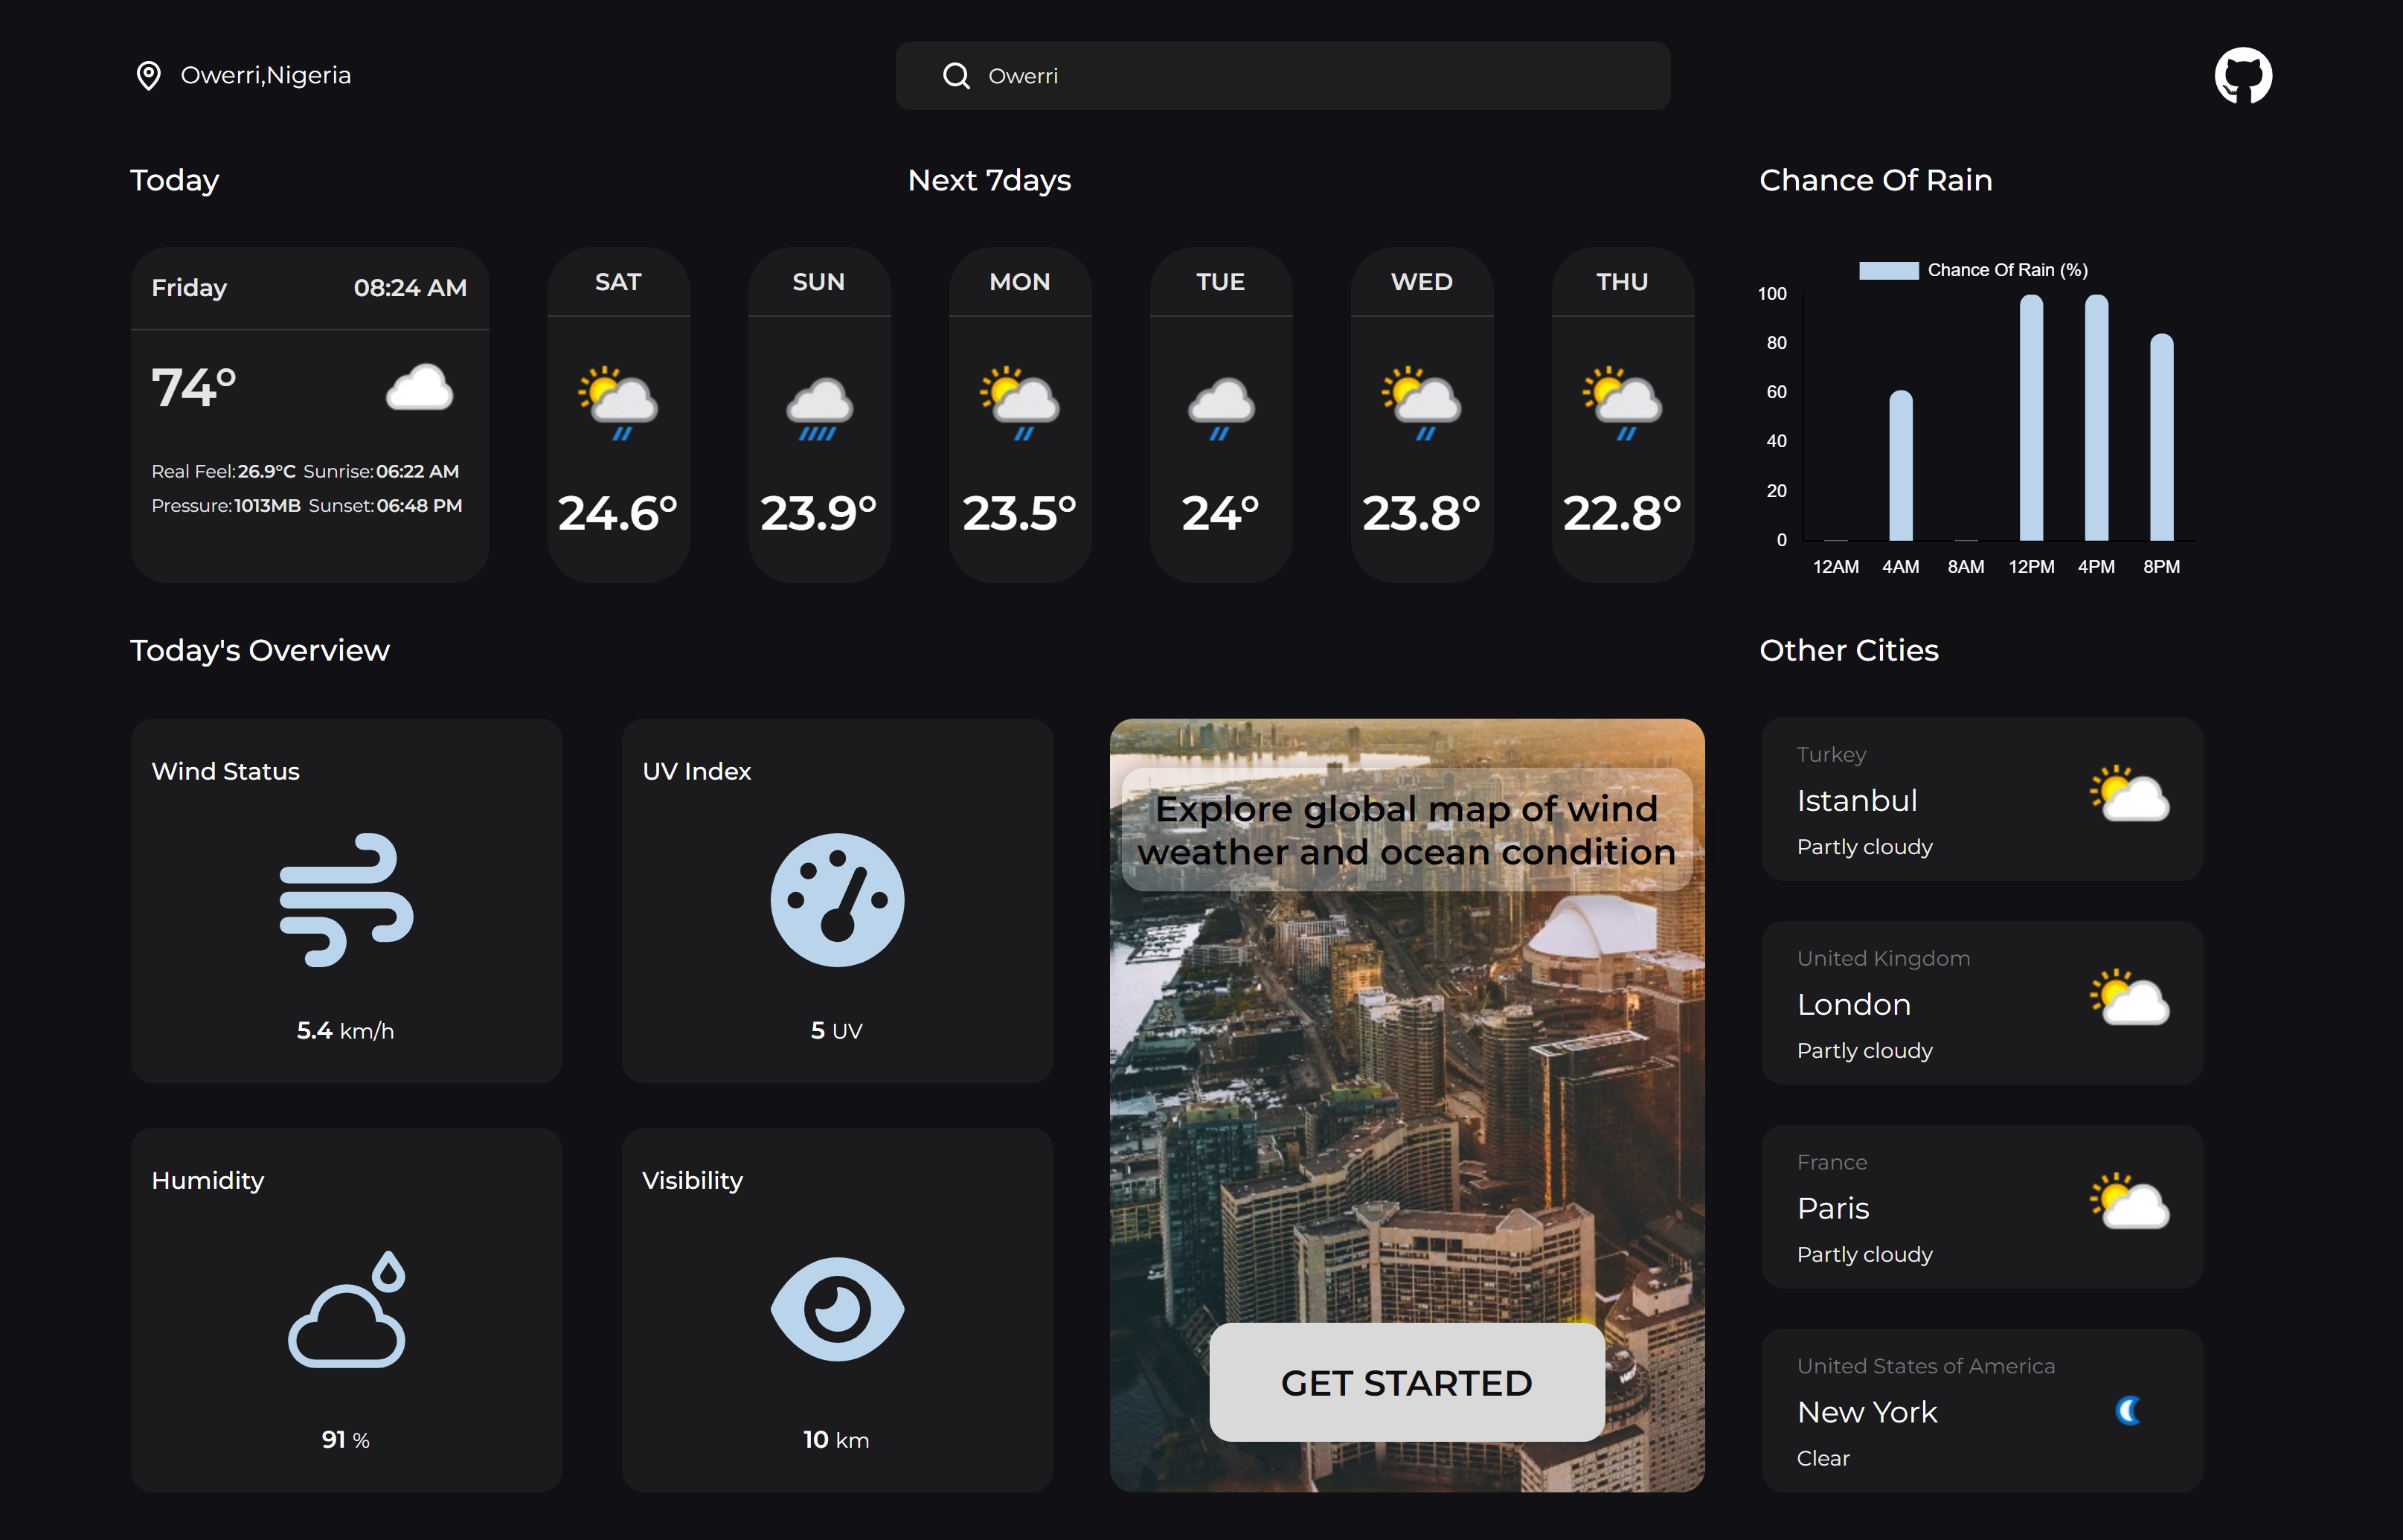 Owerri,Nigeria
Owerri
Today
Next 7days
Chance Of Rain
Friday
08:24 AM
74°
Real Feel:26.9°C Sunrise:06:22 AM
Pressure:1013MB Sunset:06:48 PM
SAT
24.6°
SUN
23.9°
MON
23.5°
TUE
24°
WED
23.8°
THU
22.8°
Chance Of Rain (%)
100
80
60
40
20
0
12AM 4AM 8AM 12PM 4PM 8PM
Today's Overview
Other Cities
Wind Status
5.4 km/h
UV Index
5 UV
Humidity
91 %
Visibility
10 km
Explore global map of wind
weather and ocean condition
GET STARTED
Turkey
Istanbul
Partly cloudy
United Kingdom
London
Partly cloudy
France
Paris
Partly cloudy
United States of America
New York
Clear